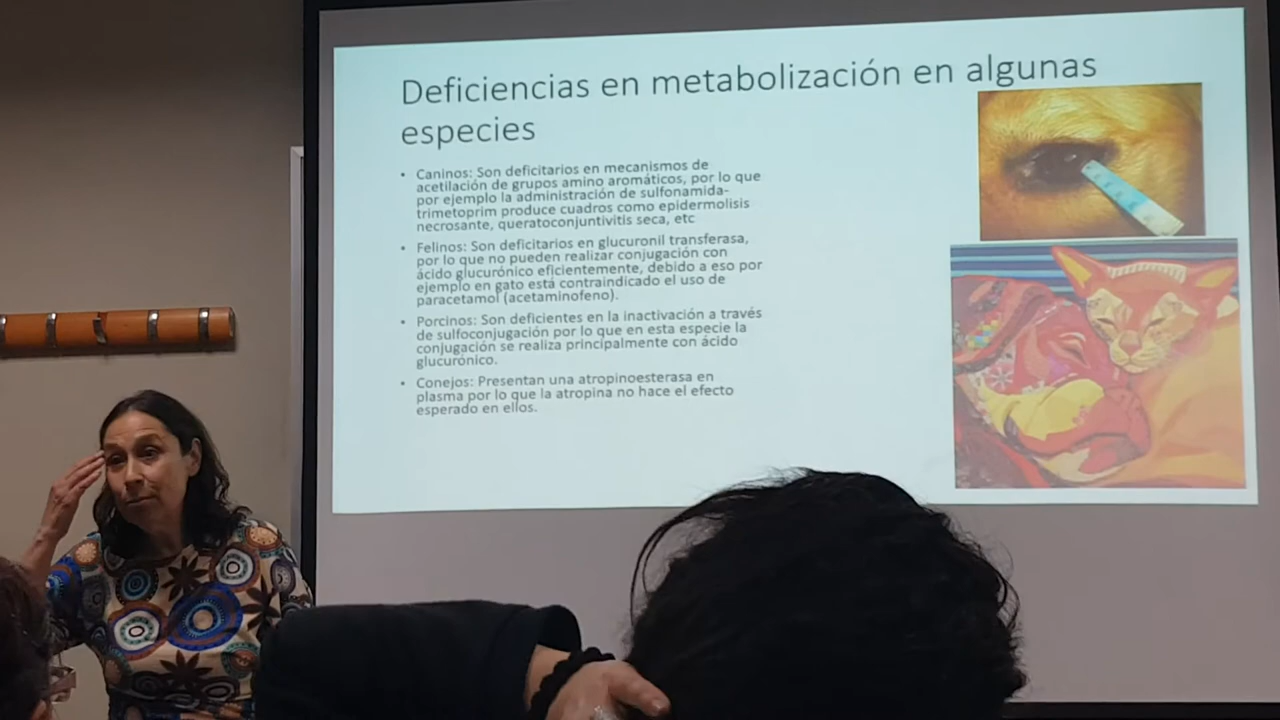 Deficiencias en metabolización en algunas
especies
• Caninos: Son deficitarios en mecanismos de
acetilación de grupos amino aromáticos, por lo que
por ejemplo la administración de sulfonamida-
trimetoprim produce cuadros como epidermolisis
necrosante, queratoconjuntivitis seca, etc
• Felinos: Son deficitarios en glucuronil transferasa,
por lo que no pueden realizar conjugación con
ácido glucurónico eficientemente, debido a eso por
ejemplo en gato está contraindicado el uso de
paracetamol (acetaminofeno).
• Porcinos: Son deficientes en la inactivación a través
de sulfoconjugación por lo que en esta especie la
conjugación se realiza principalmente con ácido
glucurónico.
• Conejos: Presentan una atropinoesterasa en
plasma por lo que la atropina no hace el efecto
esperado en ellos.